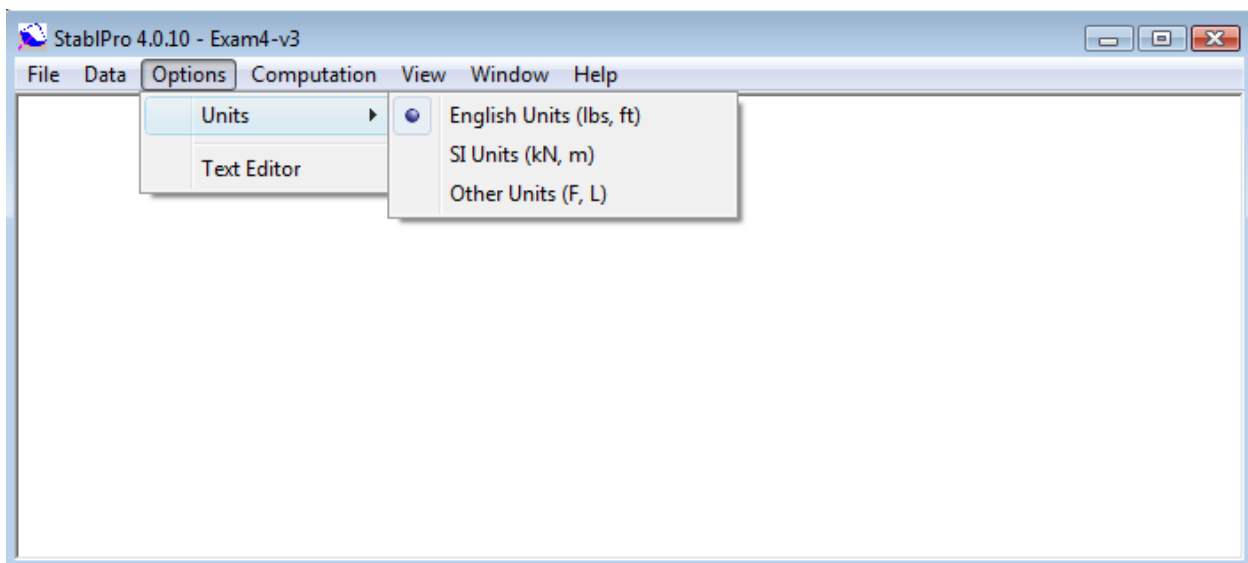 StablPro 4.0.10 - Exam4-v3
File Data Options Computation View Window Help
Units
Text Editor
English Units (lbs, ft)
SI Units (kN, m)
Other Units (F, L)